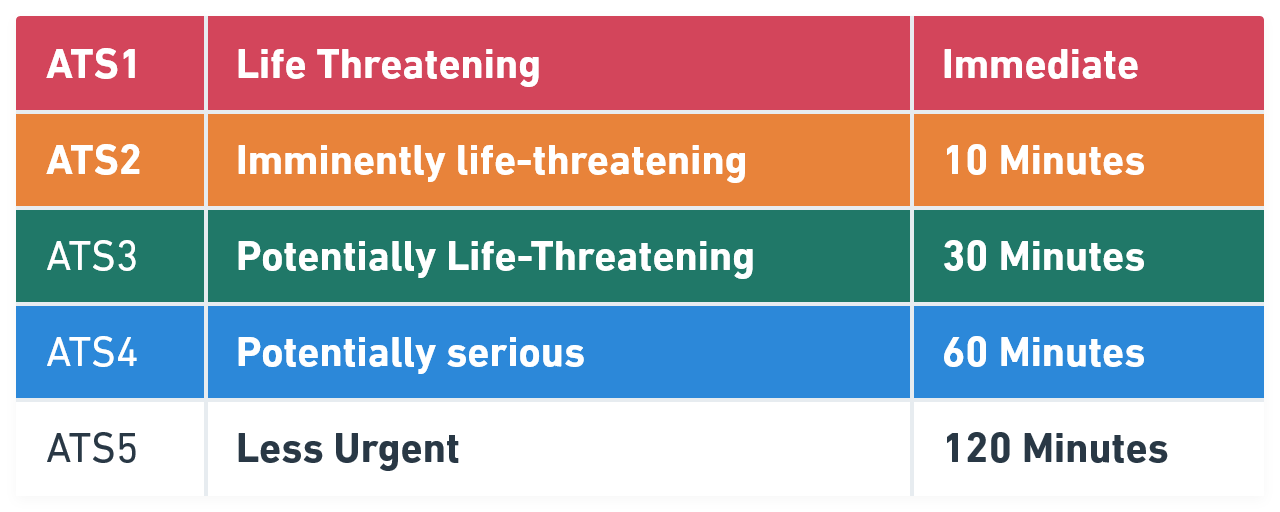 ATS1 Life Threatening Immediate
ATS2 Imminently life-threatening 10 Minutes
ATS3 Potentially Life-Threatening 30 Minutes
ATS4 Potentially serious 60 Minutes
ATS5 Less Urgent 120 Minutes